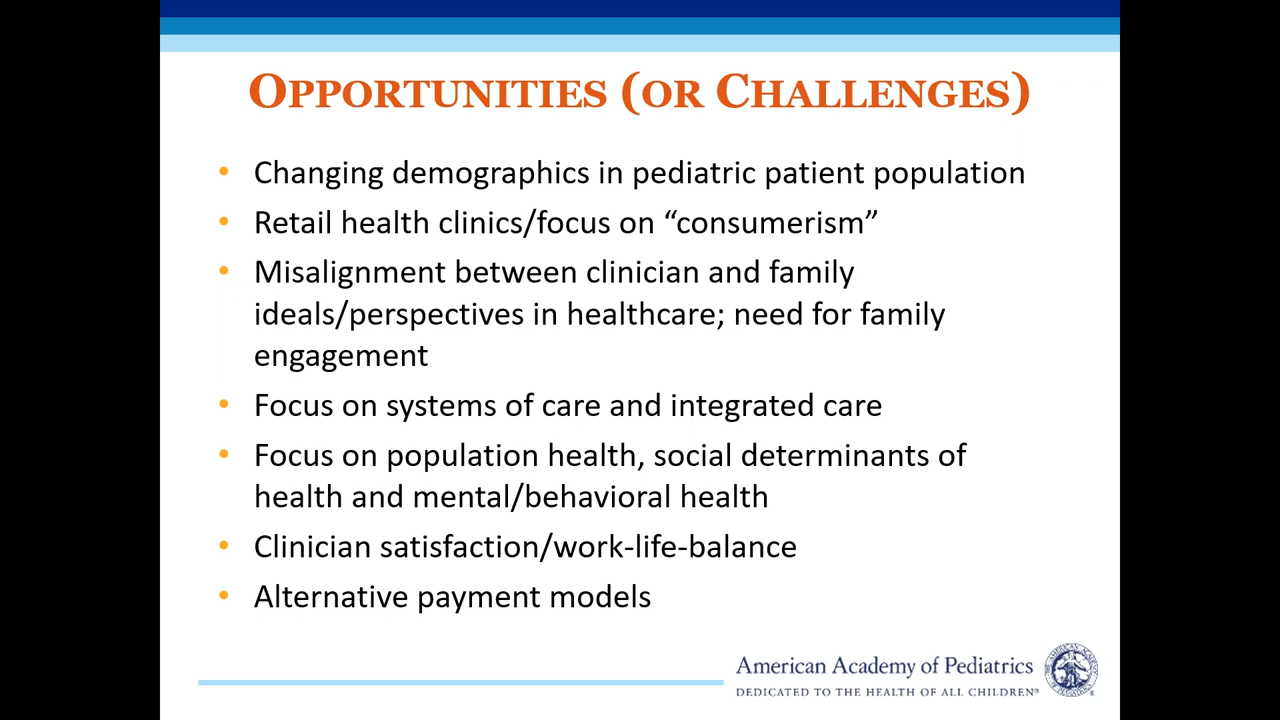 OPPORTUNITIES (OR CHALLENGES)
• Changing demographics in pediatric patient population
• Retail health clinics/focus on “consumerism”
• Misalignment between clinician and family
ideals/perspectives in healthcare; need for family
engagement
• Focus on systems of care and integrated care
• Focus on population health, social determinants of
health and mental/behavioral health
• Clinician satisfaction/work-life-balance
• Alternative payment models
American Academy of Pediatrics
DEDICATED TO THE HEALTH OF ALL CHILDREN®